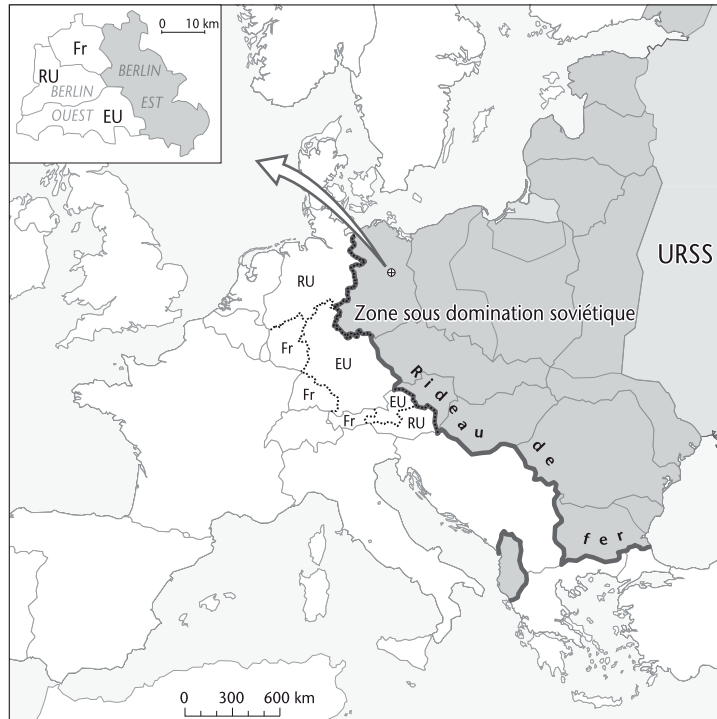 0 10 km
Fr
BERLIN
RU
BERLIN
EST
OUEST
EU
URSS
RU
Zone sous domination soviétique
Fr
EU
Fr
EU
Fr
RU
Rideau de fer
0 300 600 km